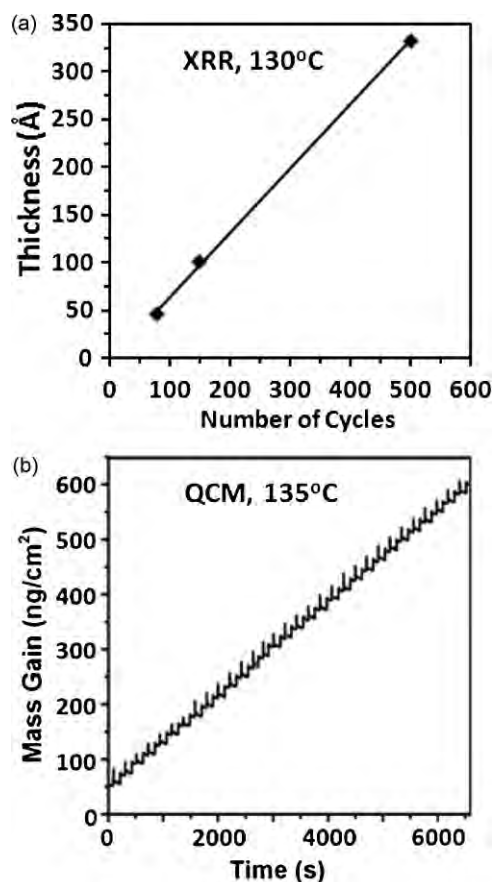 (a)
350
XRR, 130°C
300
250
200
150
100
50
0
Thickness (Å)
0 100 200 300 400 500 600
Number of Cycles
(b)
600
QCM, 135°C
500
400
300
200
100
0
Mass Gain (ng/cm²)
0 2000 4000 6000
Time (s)